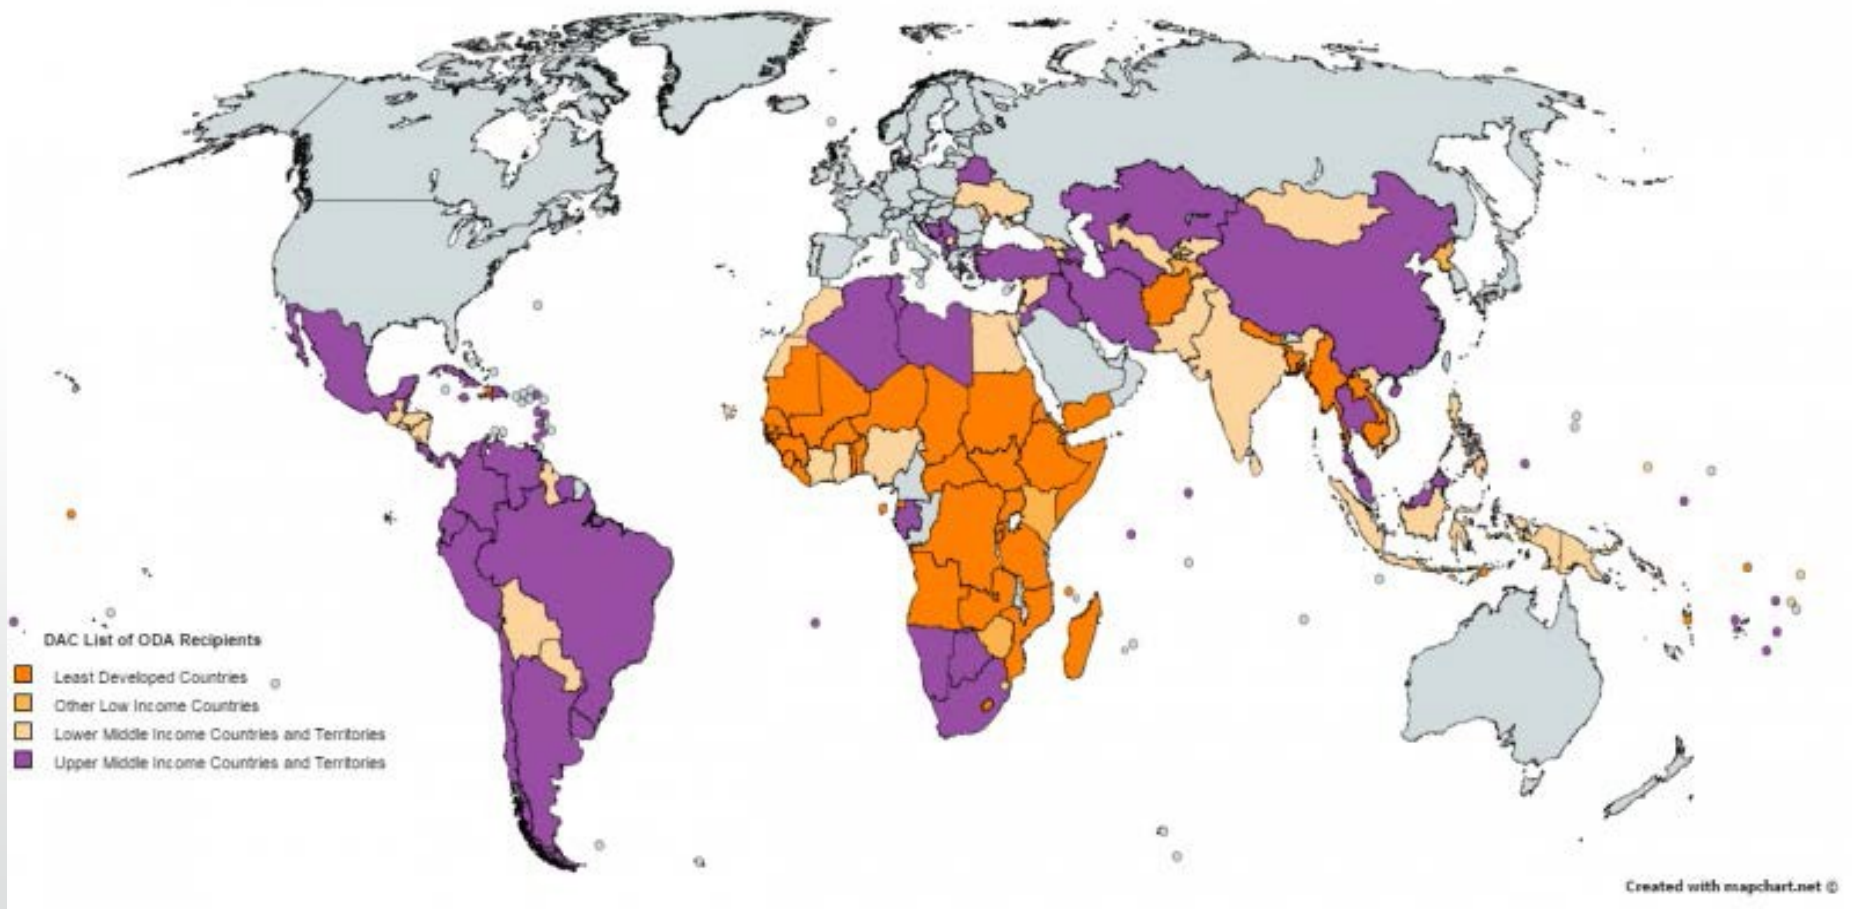 DAC List of ODA Recipients
Least Developed Countries
Other Low Income Countries
Lower Middle Income Countries and Territories
Upper Middle Income Countries and Territories
Created with mapchart.net ©